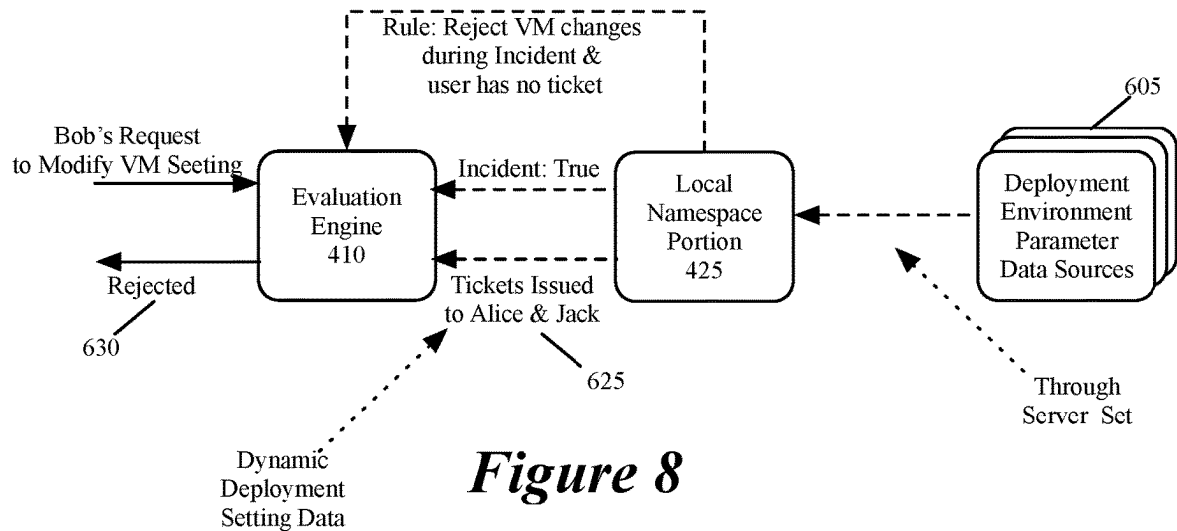 Rule: Reject VM changes
during Incident &
user has no ticket
605
Bob's Request
to Modify VM Seeting
Evaluation
Engine
410
Incident: True
Local
Namespace
Portion
425
Deployment
Environment
Parameter
Data Sources
Rejected
630
Tickets Issued
to Alice & Jack
625
Through
Server Set
Dynamic
Deployment
Setting Data
Figure 8